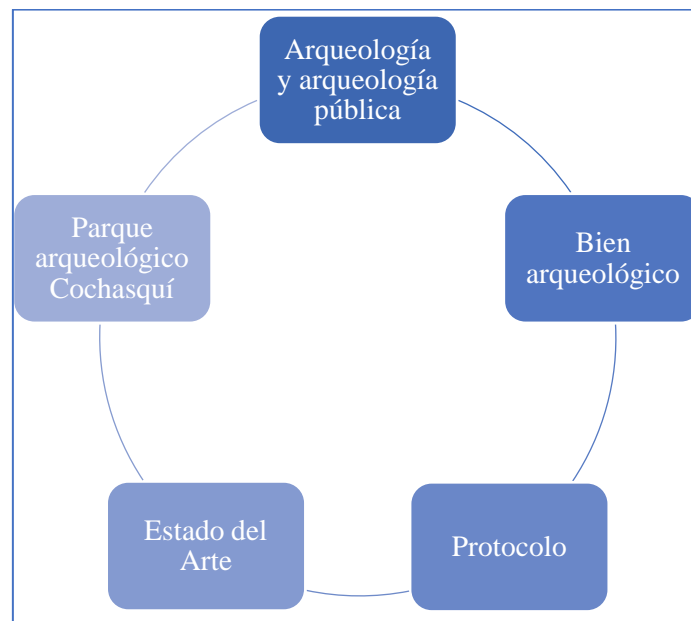 Arqueología
y arqueología
pública
Bien
arqueológico
Protocolo
Estado del
Arte
Parque
arqueológico
Cochasquí